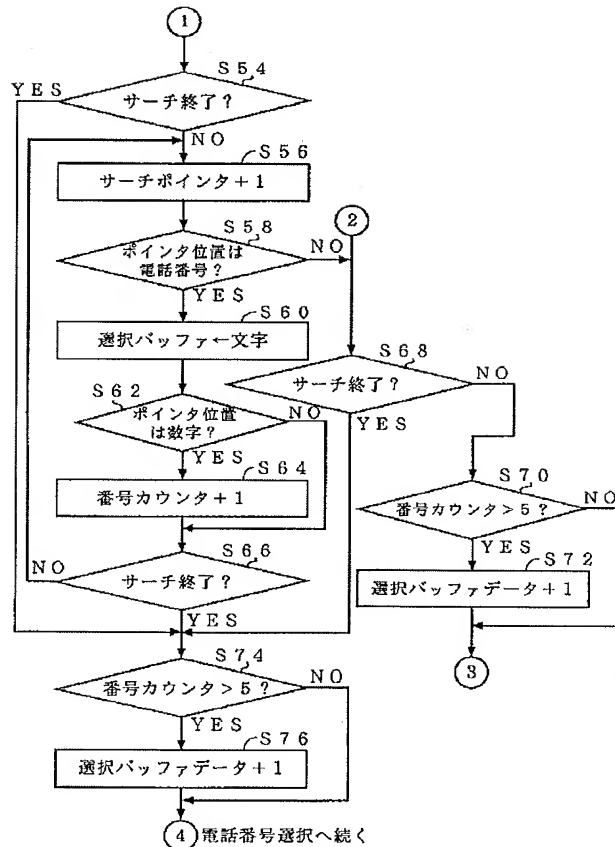 1
S54
YES
サーチ終了？
NO
S56
サーチポインタ＋1
2
S58
ポインタ位置は
電話番号？
NO
YES
S60
選択バッファ←文字
S62
ポインタ位置
は数字？
NO
YES
S64
番号カウンタ＋1
S66
NO
サーチ終了？
YES
S68
サーチ終了？
NO
YES
S70
番号カウンタ＞5？
NO
YES
S72
選択バッファデータ＋1
3
S74
番号カウンタ＞5？
NO
YES
S76
選択バッファデータ＋1
4 電話番号選択へ続く